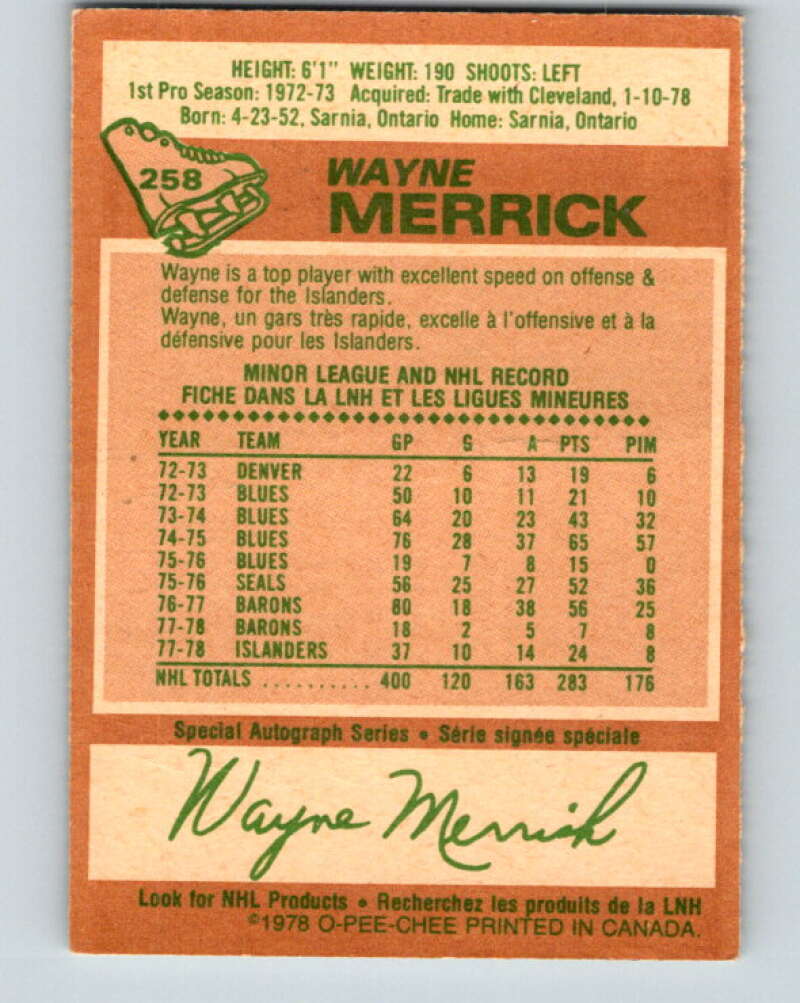 HEIGHT: 6'1" WEIGHT: 190 SHOOTS: LEFT
1st Pro Season: 1972-73 Acquired: Trade with Cleveland, 1-10-78
Born: 4-23-52, Sarnia, Ontario Home: Sarnia, Ontario
258
WAYNE
MERRICK
Wayne is a top player with excellent speed on offense &
defense for the Islanders.
Wayne, un gars très rapide, excelle à l'offensive et à la
défensive pour les Islanders.
MINOR LEAGUE AND NHL RECORD
FICHE DANS LA LNH ET LES LIGUES MINEURES
YEAR TEAM GP G A PTS PIM
72-73 DENVER 22 6 13 19 6
72-73 BLUES 50 10 11 21 10
73-74 BLUES 64 20 23 43 32
74-75 BLUES 76 28 37 65 57
75-76 BLUES 19 7 8 15 0
75-76 SEALS 56 25 27 52 36
76-77 BARONS 80 18 38 56 25
77-78 BARONS 18 2 5 7 8
77-78 ISLANDERS 37 10 14 24 8
NHL TOTALS .......... 400 120 163 283 176
Special Autograph Series • Série signée spéciale
Wayne Merrick
Look for NHL Products • Recherchez les produits de la LNH
©1978 O-PEE-CHEE PRINTED IN CANADA.